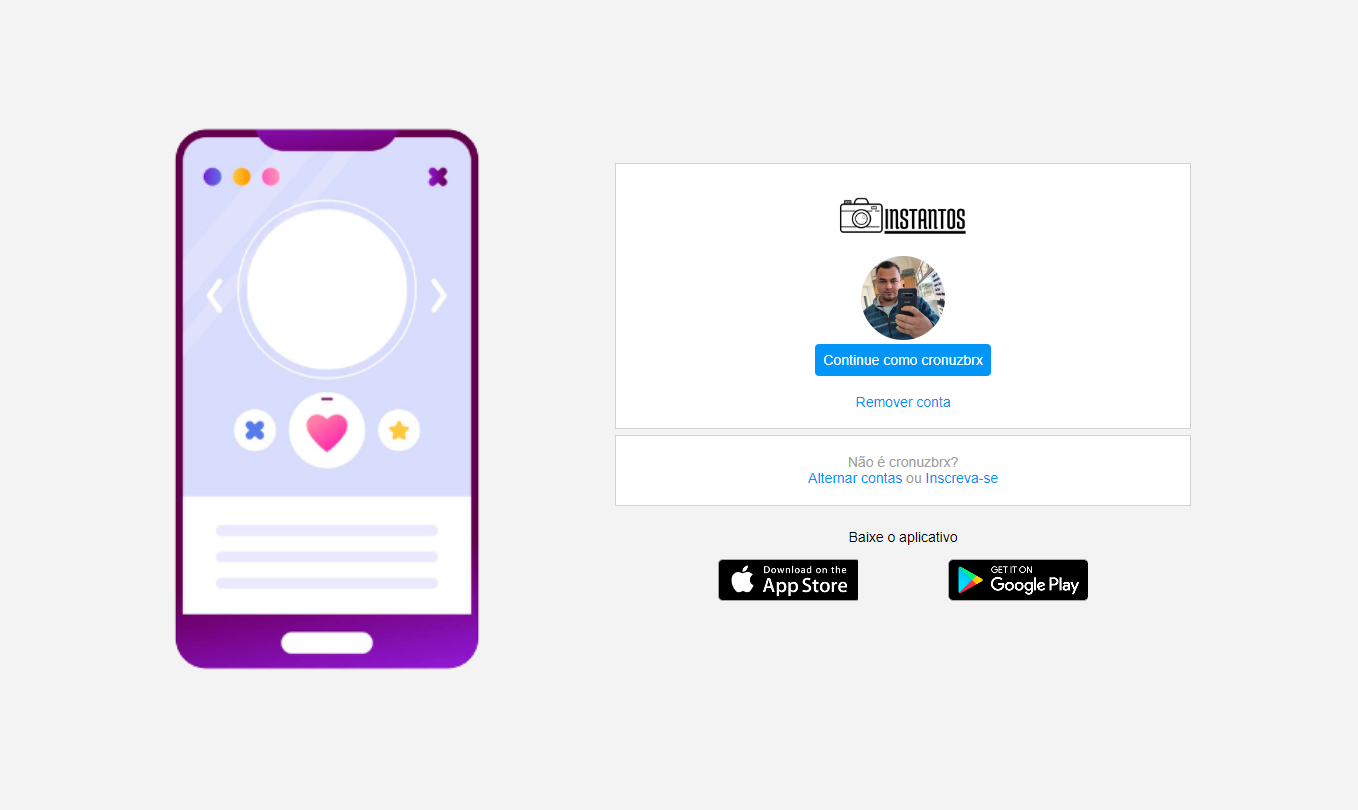 INSTANTOS
Continue como cronuzbrx
Remover conta
Não é cronuzbrx?
Alternar contas ou Inscreva-se
Baixe o aplicativo
Download on the
App Store
GET IT ON
Google Play